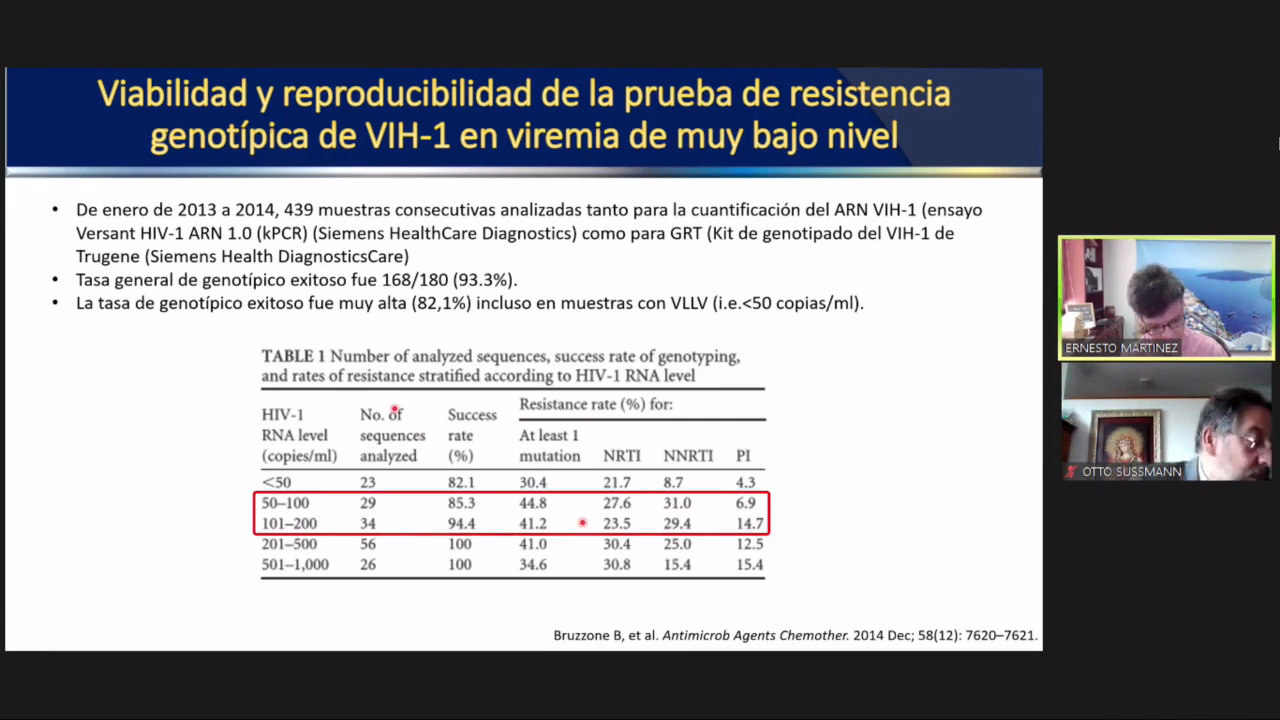 Viabilidad y reproducibilidad de la prueba de resistencia
genotípica de VIH-1 en viremia de muy bajo nivel
• De enero de 2013 a 2014, 439 muestras consecutivas analizadas tanto para la cuantificación del ARN VIH-1 (ensayo
Versant HIV-1 ARN 1.0 (kPCR) (Siemens HealthCare Diagnostics) como para GRT (Kit de genotipado del VIH-1 de
Trugene (Siemens Health DiagnosticsCare)
• Tasa general de genotípico exitoso fue 168/180 (93.3%).
• La tasa de genotípico exitoso fue muy alta (82,1%) incluso en muestras con VLLV (i.e.<50 copias/ml).
TABLE 1 Number of analyzed sequences, success rate of genotyping,
and rates of resistance stratified according to HIV-1 RNA level
Resistance rate (%) for:
HIV-1 No. of Success
RNA level sequences rate At least 1
(copies/ml) analyzed (%) mutation NRTI NNRTI PI
<50 23 82.1 30.4 21.7 8.7 4.3
50–100 29 85.3 44.8 27.6 31.0 6.9
101–200 34 94.4 41.2 23.5 29.4 14.7
201–500 56 100 41.0 30.4 25.0 12.5
501–1,000 26 100 34.6 30.8 15.4 15.4
Bruzzone B, et al. Antimicrob Agents Chemother. 2014 Dec; 58(12): 7620–7621.
ERNESTO MARTINEZ
OTTO SUSSMANN